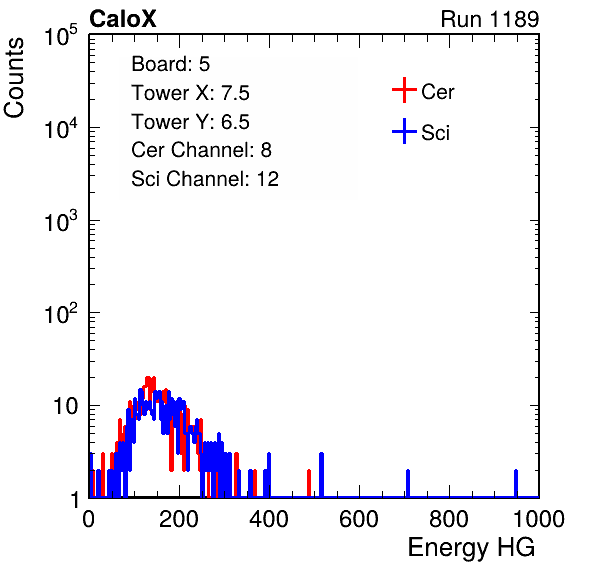 CaloX Run 1189
Counts
10^5
10^4
10^3
10^2
10
1
Board: 5
Tower X: 7.5
Tower Y: 6.5
Cer Channel: 8
Sci Channel: 12
Cer
Sci
0 200 400 600 800 1000
Energy HG